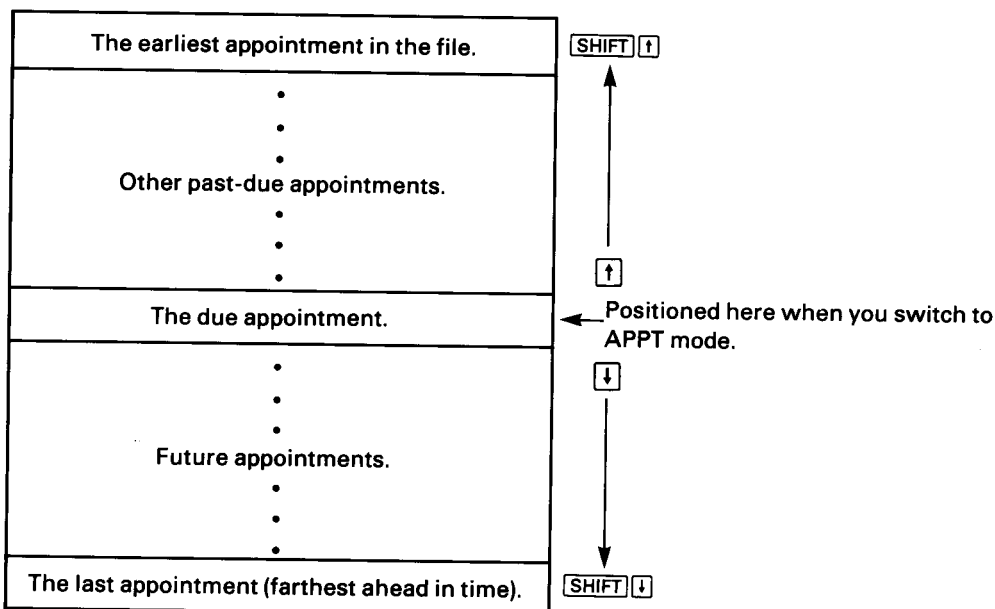 The earliest appointment in the file.
SHIFT ↑
Other past-due appointments.
↑
The due appointment.
Positioned here when you switch to
APPT mode.
↓
Future appointments.
The last appointment (farthest ahead in time).
SHIFT ↓